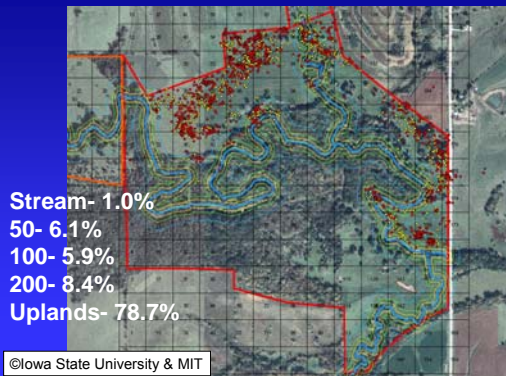 Stream- 1.0%
50- 6.1%
100- 5.9%
200- 8.4%
Uplands- 78.7%
©Iowa State University & MIT